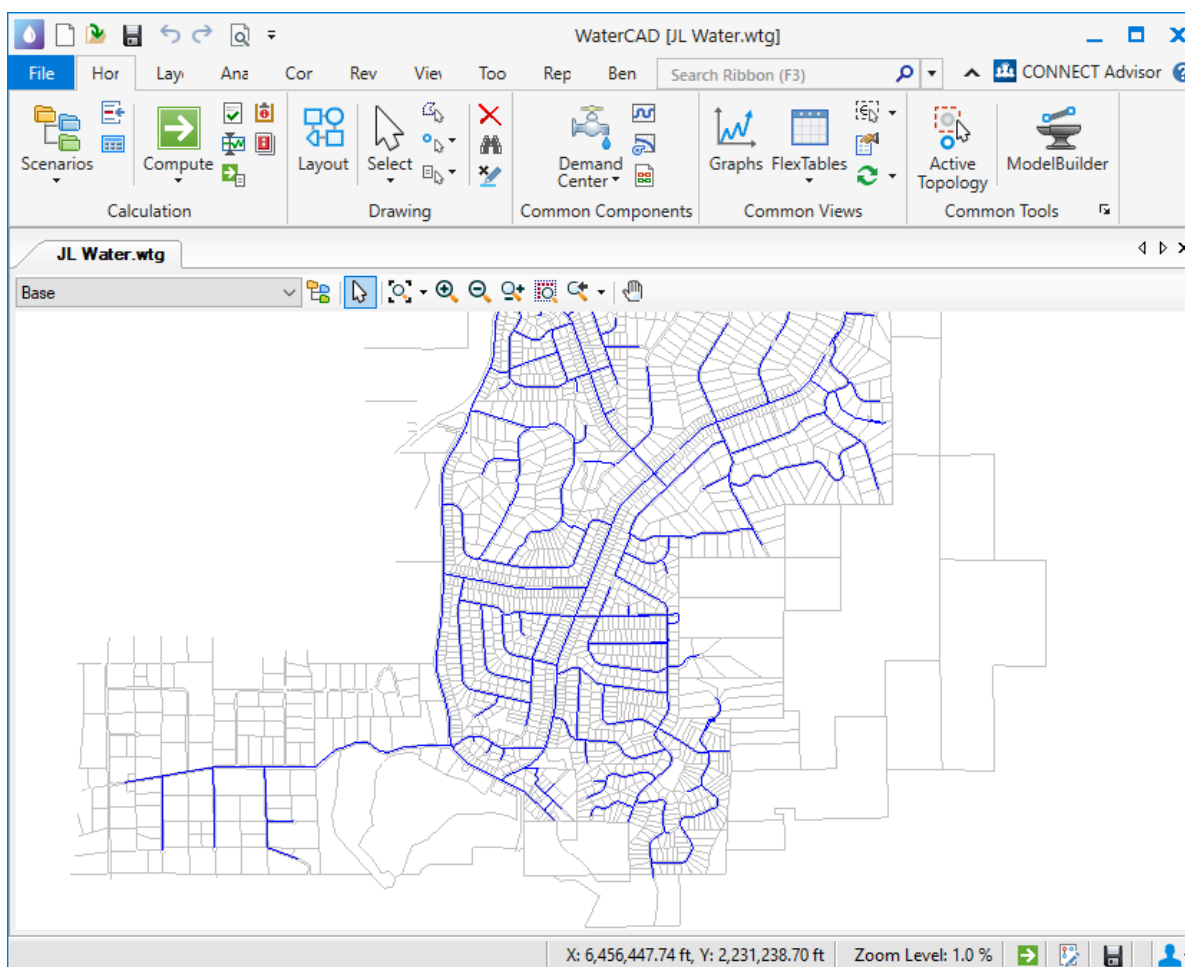 WaterCAD [JL Water.wtg]
File Hor Lay Ana Cor Rev Viev Too Rep Ben Search Ribbon (F3) CONNECT Advisor
Scenarios Compute Layout Select Demand Center Graphs FlexTables Active Topology ModelBuilder
Calculation Drawing Common Components Common Views Common Tools
JL Water.wtg
Base
X: 6,456,447.74 ft, Y: 2,231,238.70 ft Zoom Level: 1.0 %